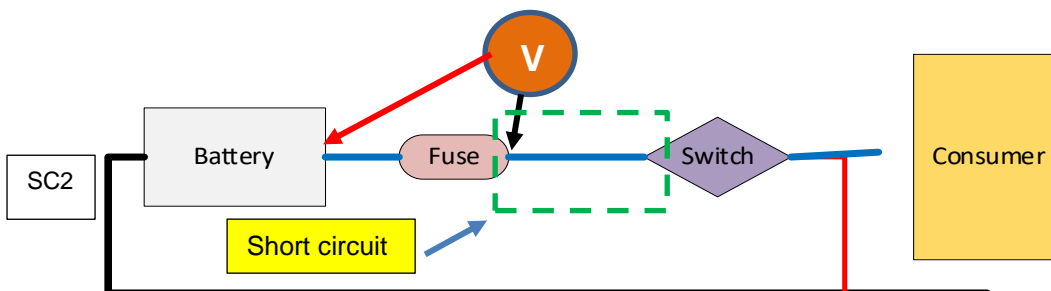 V
Battery
Fuse
Switch
Consumer
SC2
Short circuit